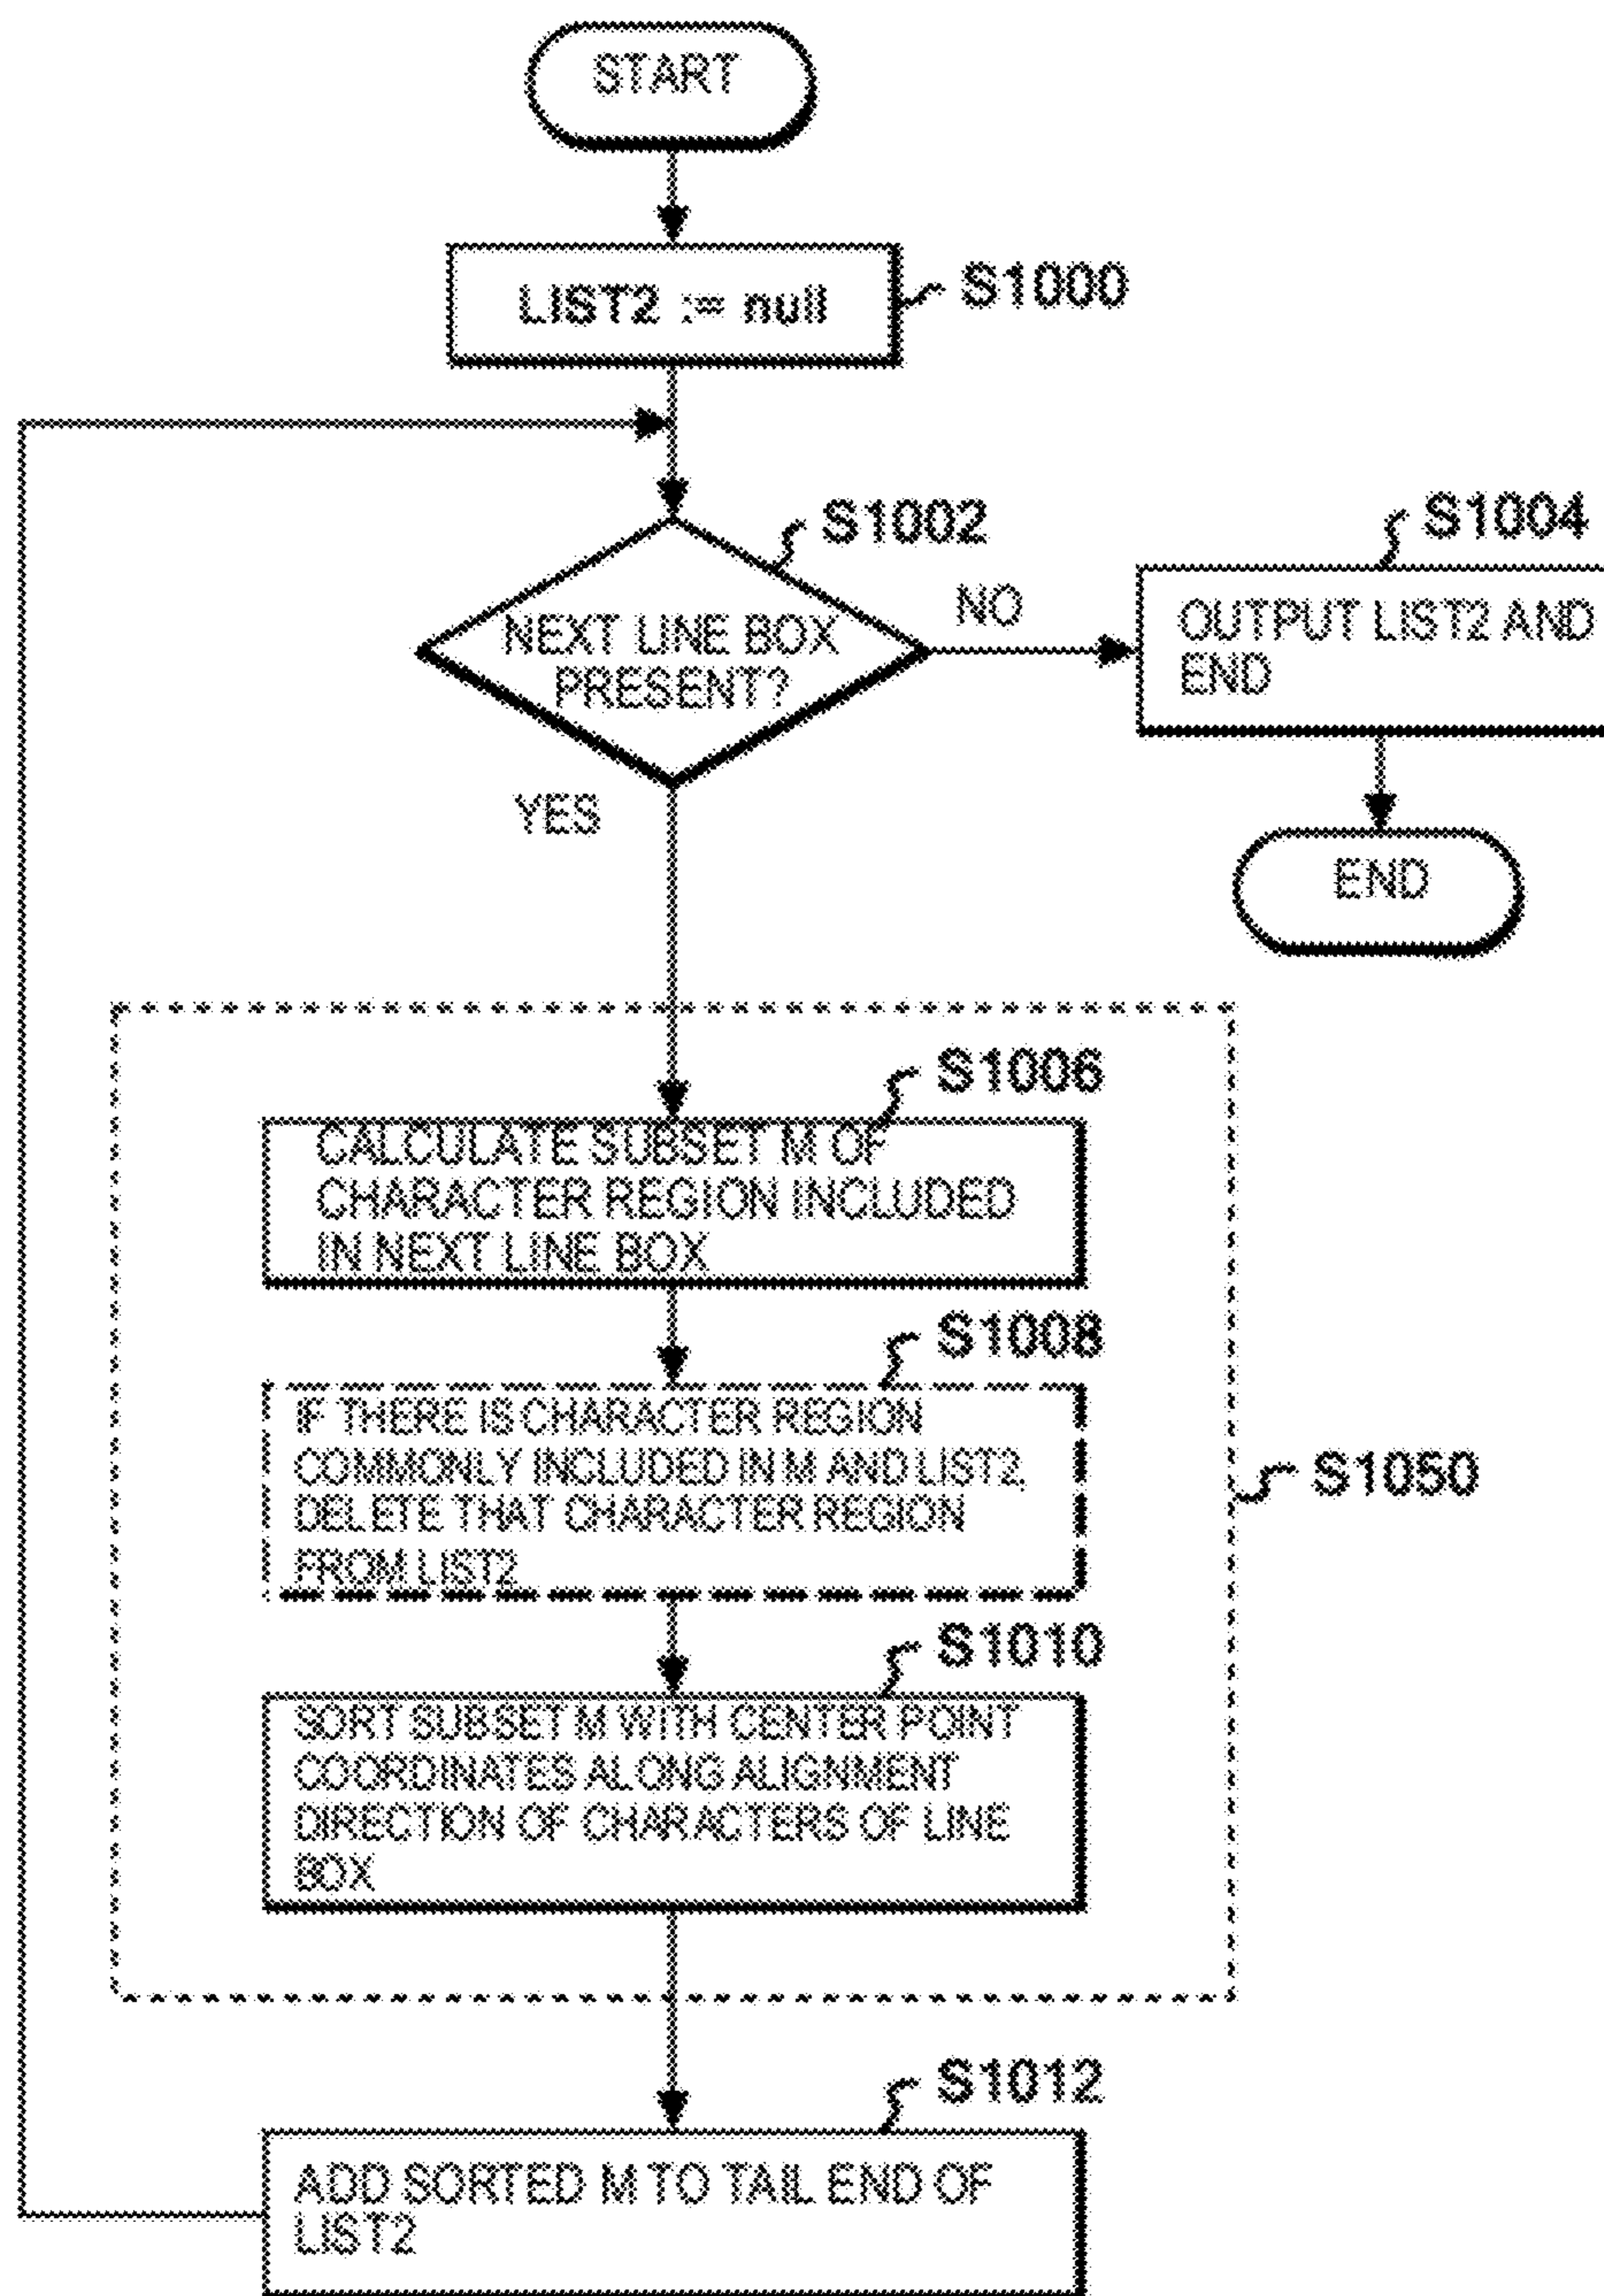 START
LIST2 := null
S1000
S1002
NEXT LINE BOX
PRESENT?
NO
YES
S1004
OUTPUT LIST2 AND
END
END
S1006
CALCULATE SUBSET M OF
CHARACTER REGION INCLUDED
IN NEXT LINE BOX
S1008
IF THERE IS CHARACTER REGION
COMMONLY INCLUDED IN M AND LIST2,
DELETE THAT CHARACTER REGION
FROM LIST2
S1050
S1010
SORT SUBSET M WITH CENTER POINT
COORDINATES ALONG ALIGNMENT
DIRECTION OF CHARACTERS OF LINE
BOX
S1012
ADD SORTED M TO TAIL END OF
LIST2